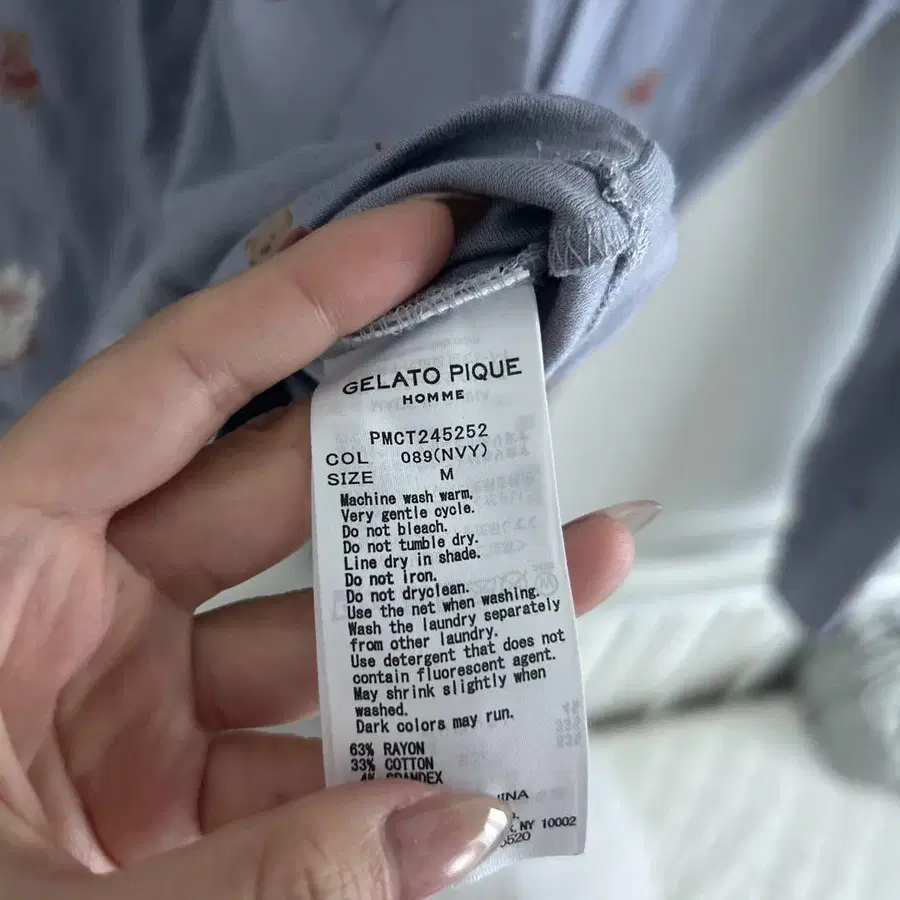 GELATO PIQUE
HOMME
PMCT245252
COL 089(NVY)
SIZE M
Machine wash warm,
Very gentle cycle.
Do not bleach.
Do not tumble dry.
Line dry in shade.
Do not iron.
Do not dryclean.
Use the net when washing.
Wash the laundry separately
from other laundry.
Use detergent that does not
contain fluorescent agent.
May shrink slightly when
washed.
Dark colors may run.
63% RAYON
33% COTTON
4% SPANDEX
NY 10002